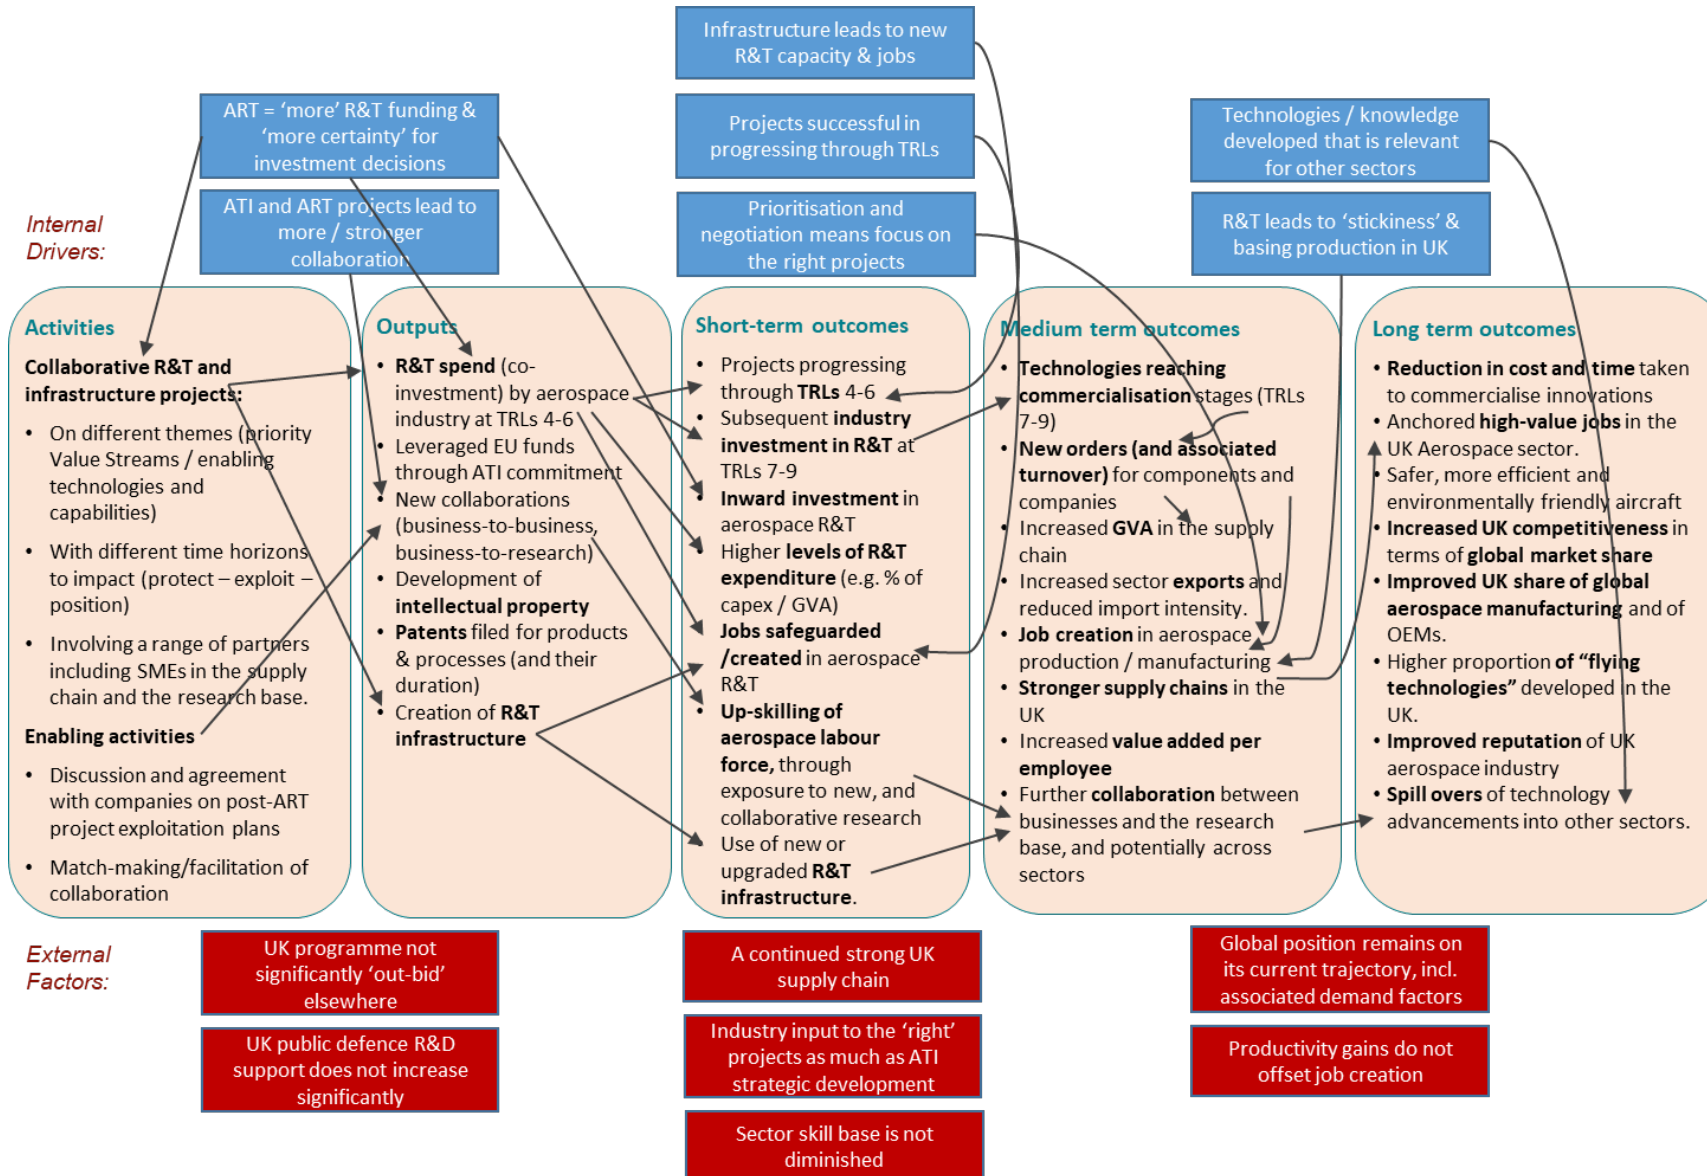 Infrastructure leads to new
R&T capacity & jobs
ART = ‘more’ R&T funding &
‘more certainty’ for
investment decisions
Projects successful in
progressing through TRLs
Technologies / knowledge
developed that is relevant
for other sectors
Internal
Drivers:
ATI and ART projects lead to
more / stronger
collaboration
Prioritisation and
negotiation means focus on
the right projects
R&T leads to ‘stickiness’ &
basing production in UK
Activities
Collaborative R&T and
infrastructure projects:
• On different themes (priority
Value Streams / enabling
technologies and
capabilities)
• With different time horizons
to impact (protect – exploit –
position)
• Involving a range of partners
including SMEs in the supply
chain and the research base.
Enabling activities
• Discussion and agreement
with companies on post-ART
project exploitation plans
• Match-making/facilitation of
collaboration
Outputs
• R&T spend (co-
investment) by aerospace
industry at TRLs 4-6
• Leveraged EU funds
through ATI commitment
• New collaborations
(business-to-business,
business-to-research)
• Development of
intellectual property
• Patents filed for products
& processes (and their
duration)
• Creation of R&T
infrastructure
Short-term outcomes
• Projects progressing
through TRLs 4-6
• Subsequent industry
investment in R&T at
TRLs 7-9
• Inward investment in
aerospace R&T
• Higher levels of R&T
expenditure (e.g. % of
capex / GVA)
• Jobs safeguarded
/created in aerospace
R&T
• Up-skilling of
aerospace labour
force, through
exposure to new, and
collaborative research
• Use of new or
upgraded R&T
infrastructure.
Medium term outcomes
• Technologies reaching
commercialisation stages (TRLs
7-9)
• New orders (and associated
turnover) for components and
companies
• Increased GVA in the supply
chain
• Increased sector exports and
reduced import intensity.
• Job creation in aerospace
production / manufacturing
• Stronger supply chains in the
UK
• Increased value added per
employee
• Further collaboration between
businesses and the research
base, and potentially across
sectors
Long term outcomes
• Reduction in cost and time taken
to commercialise innovations
• Anchored high-value jobs in the
UK Aerospace sector.
• Safer, more efficient and
environmentally friendly aircraft
• Increased UK competitiveness in
terms of global market share
• Improved UK share of global
aerospace manufacturing and of
OEMs.
• Higher proportion of “flying
technologies” developed in the
UK.
• Improved reputation of UK
aerospace industry
• Spill overs of technology
advancements into other sectors.
External
Factors:
UK programme not
significantly ‘out-bid’
elsewhere
UK public defence R&D
support does not increase
significantly
A continued strong UK
supply chain
Industry input to the ‘right’
projects as much as ATI
strategic development
Sector skill base is not
diminished
Global position remains on
its current trajectory, incl.
associated demand factors
Productivity gains do not
offset job creation